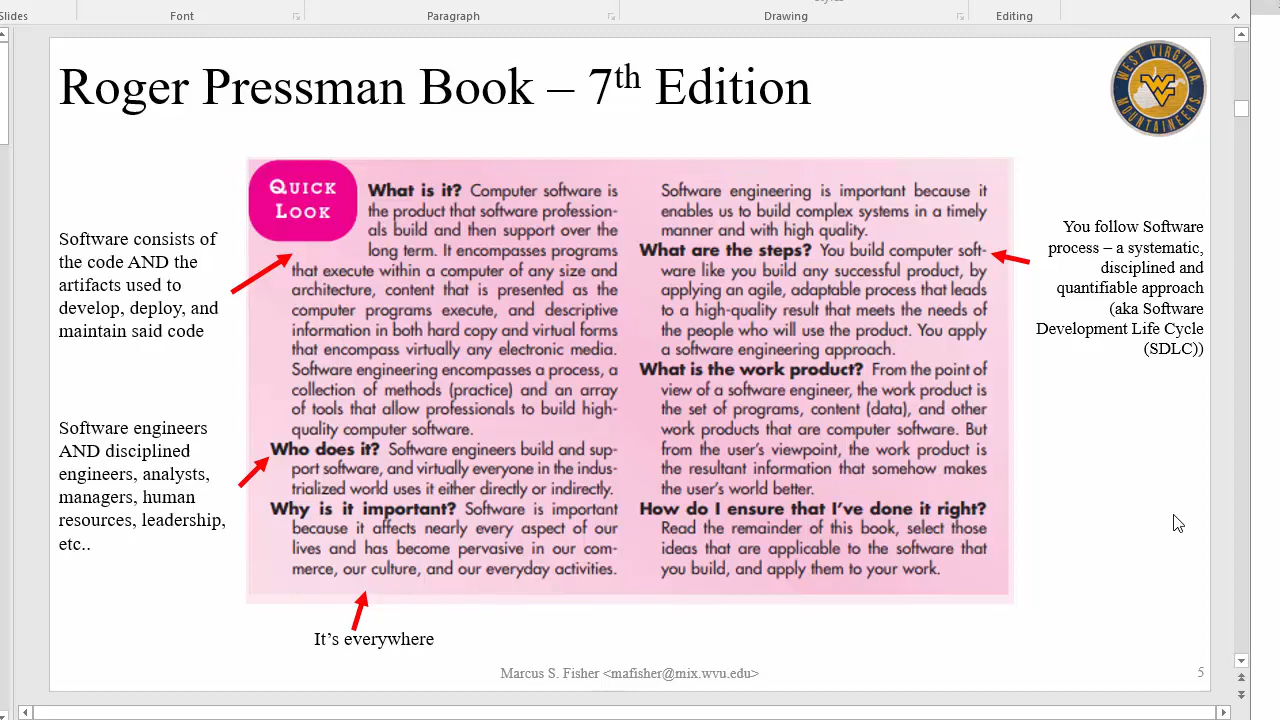 Slides
Font
Paragraph
Drawing
Editing
Roger Pressman Book – 7th Edition
WEST VIRGINIA
MOUNTAINEERS
Software consists of
the code AND the
artifacts used to
develop, deploy, and
maintain said code
Software engineers
AND disciplined
engineers, analysts,
managers, human
resources, leadership,
etc..
QUICK
LOOK
What is it? Computer software is
the product that software profession-
als build and then support over the
long term. It encompasses programs
that execute within a computer of any size and
architecture, content that is presented as the
computer programs execute, and descriptive
information in both hard copy and virtual forms
that encompass virtually any electronic media.
Software engineering encompasses a process, a
collection of methods (practice) and an array
of tools that allow professionals to build high-
quality computer software.
Who does it? Software engineers build and sup-
port software, and virtually everyone in the indus-
trialized world uses it either directly or indirectly.
Why is it important? Software is important
because it affects nearly every aspect of our
lives and has become pervasive in our com-
merce, our culture, and our everyday activities.
Software engineering is important because it
enables us to build complex systems in a timely
manner and with high quality.
What are the steps? You build computer soft-
ware like you build any successful product, by
applying an agile, adaptable process that leads
to a high-quality result that meets the needs of
the people who will use the product. You apply
a software engineering approach.
What is the work product? From the point of
view of a software engineer, the work product is
the set of programs, content (data), and other
work products that are computer software. But
from the user's viewpoint, the work product is
the resultant information that somehow makes
the user's world better.
How do I ensure that I've done it right?
Read the remainder of this book, select those
ideas that are applicable to the software that
you build, and apply them to your work.
You follow Software
process – a systematic,
disciplined and
quantifiable approach
(aka Software
Development Life Cycle
(SDLC))
It's everywhere
Marcus S. Fisher <mafisher@mix.wvu.edu>
5